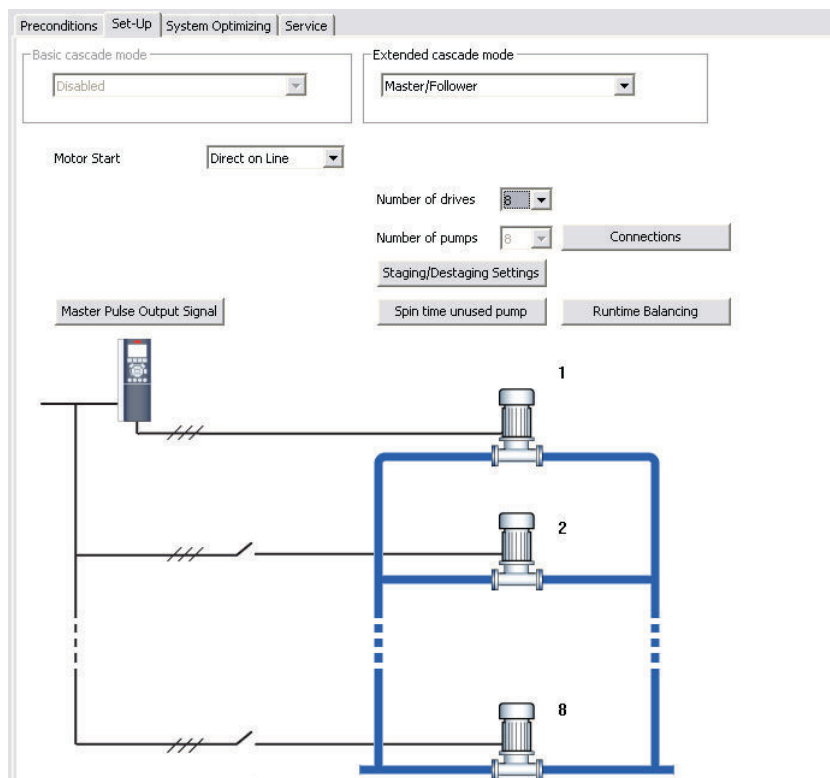 Preconditions Set-Up System Optimizing Service
Basic cascade mode Extended cascade mode
Disabled Master/Follower
Motor Start Direct on Line
Number of drives 8
Number of pumps 8 Connections
Staging/Destaging Settings
Master Pulse Output Signal Spin time unused pump Runtime Balancing
1
2
8